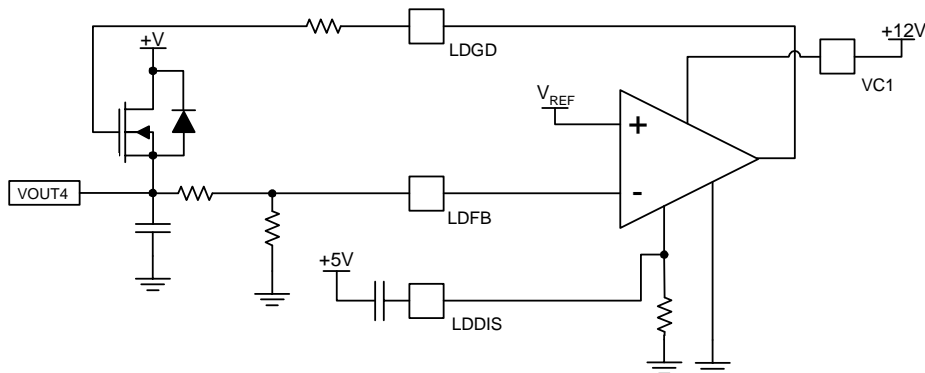 LDGD
+V
+12V
VC1
VREF
+
-
VOUT4
LDFB
+5V
LDDIS